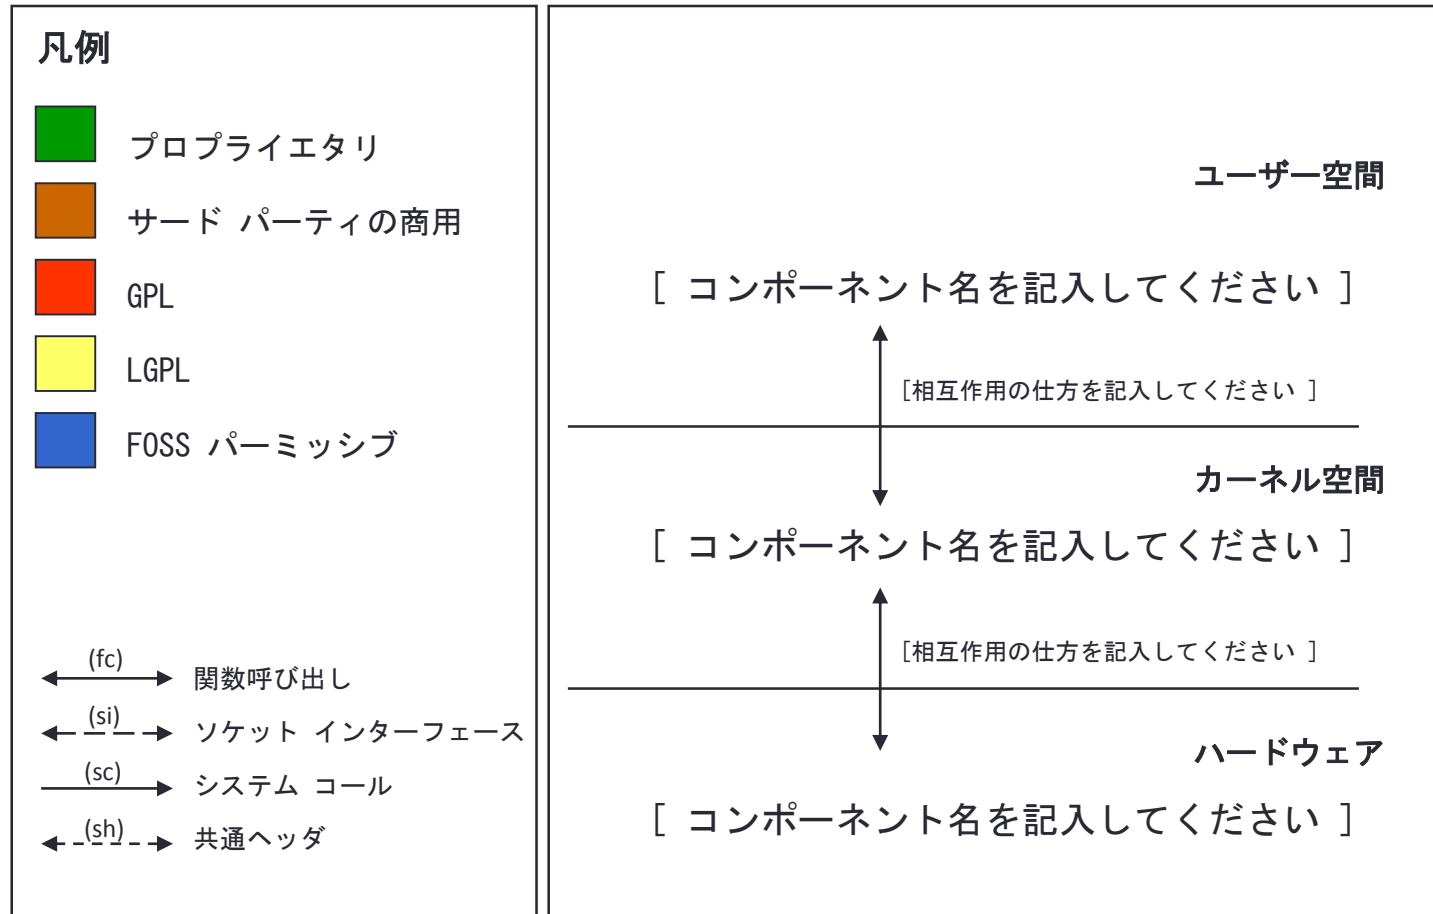 凡例
プロプライエタリ
サード パーティの商用
GPL
LGPL
FOSS パーミッシブ
(fc)
関数呼び出し
(si)
ソケット インターフェース
(sc)
システム コール
(sh)
共通ヘッダ
ユーザー空間
[ コンポーネント名を記入してください ]
[相互作用の仕方を記入してください ]
カーネル空間
[ コンポーネント名を記入してください ]
[相互作用の仕方を記入してください ]
ハードウェア
[ コンポーネント名を記入してください ]